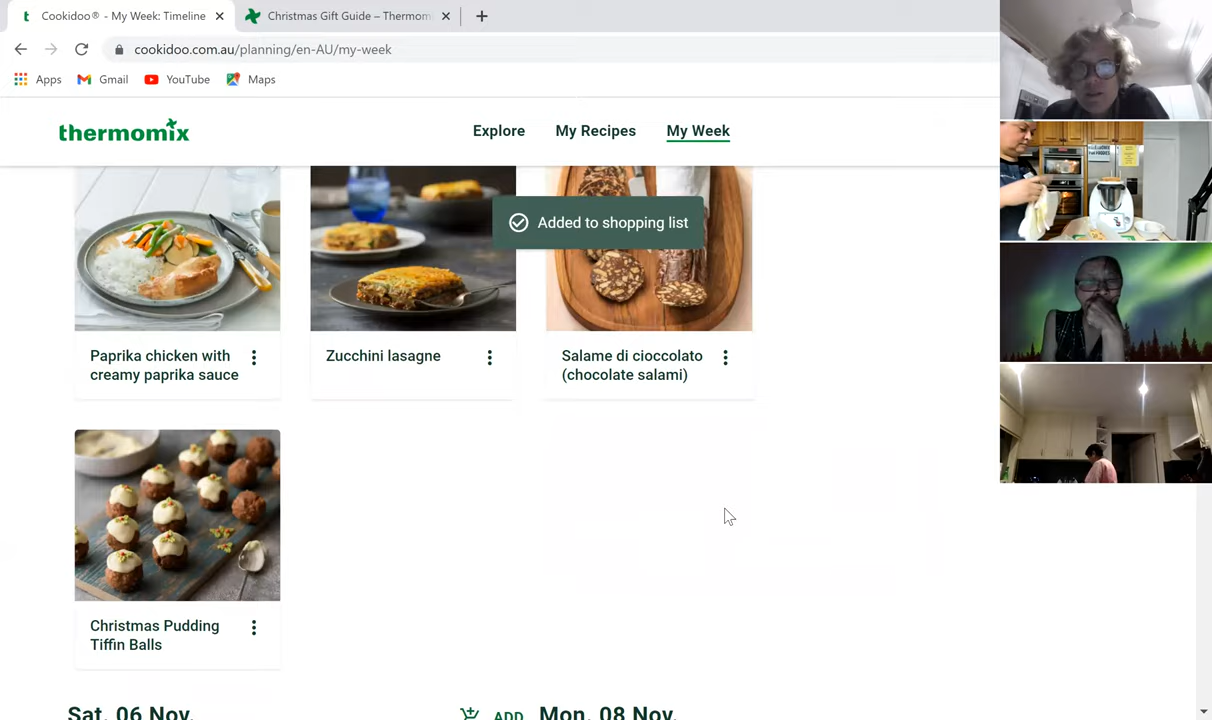 Cookidoo® - My Week: Timeline
Christmas Gift Guide – Thermom
cookidoo.com.au/planning/en-AU/my-week
Apps Gmail YouTube Maps
thermomix
Explore My Recipes My Week
Added to shopping list
Paprika chicken with
creamy paprika sauce
Zucchini lasagne
Salame di cioccolato
(chocolate salami)
Christmas Pudding
Tiffin Balls
Sat, 06 Nov.
ADD
Mon, 08 Nov.